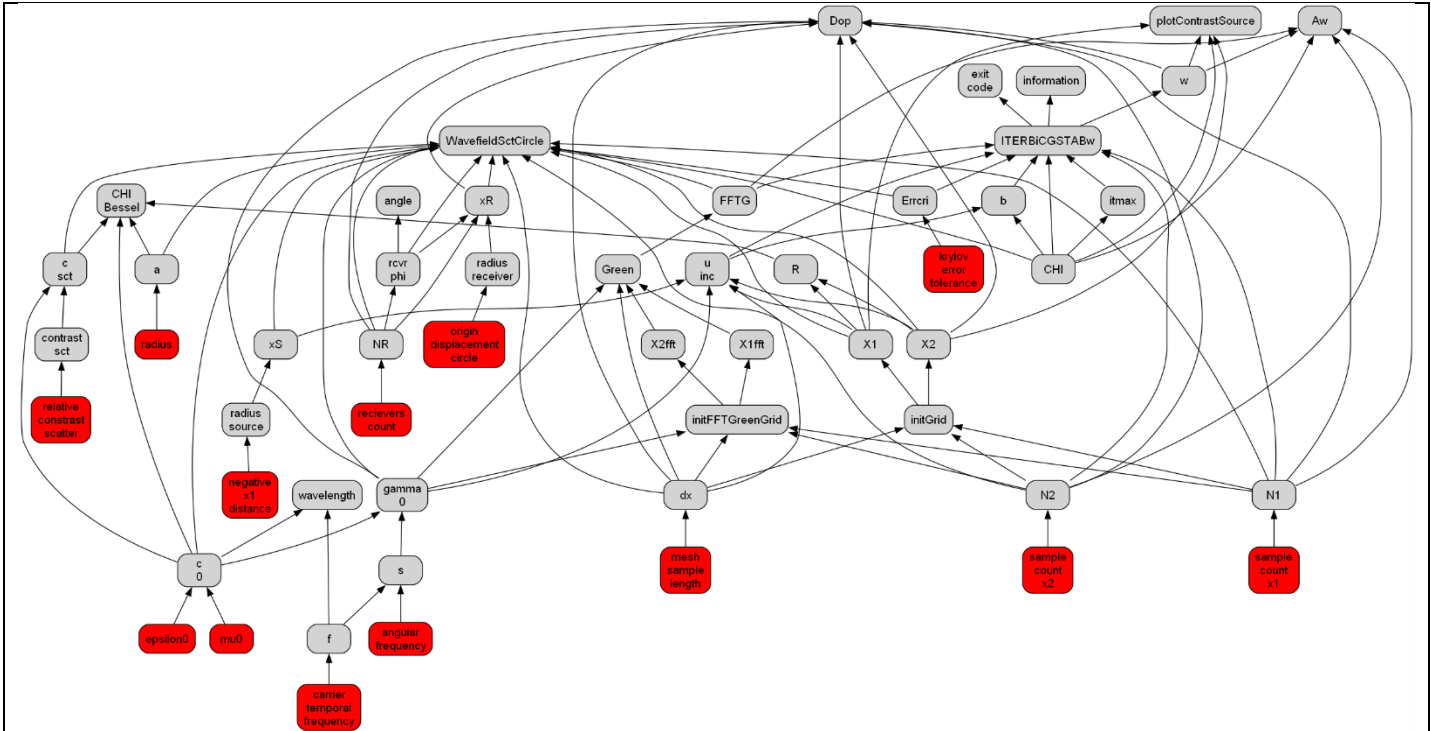 Dop
plotContrastSource
Aw
exit
code
information
w
WavefieldSctCircle
ITERBiCGSTABw
CHI
Bessel
angle
xR
FFTG
Errcri
b
itmax
c
sct
a
rcvr
phi
radius
receiver
Green
u
inc
R
krylov
error
tolerance
CHI
contrast
sct
radius
xS
NR
origin
displacement
circle
X2fft
X1fft
X1
X2
relative
constrast
scatter
radius
source
recievers
count
initFFTGreenGrid
initGrid
negative
x1
distance
wavelength
gamma
0
dx
N2
N1
c
0
s
mesh
sample
length
sample
count
x2
sample
count
x1
epsilon0
mu0
f
angular
frequency
carrier
temporal
frequency